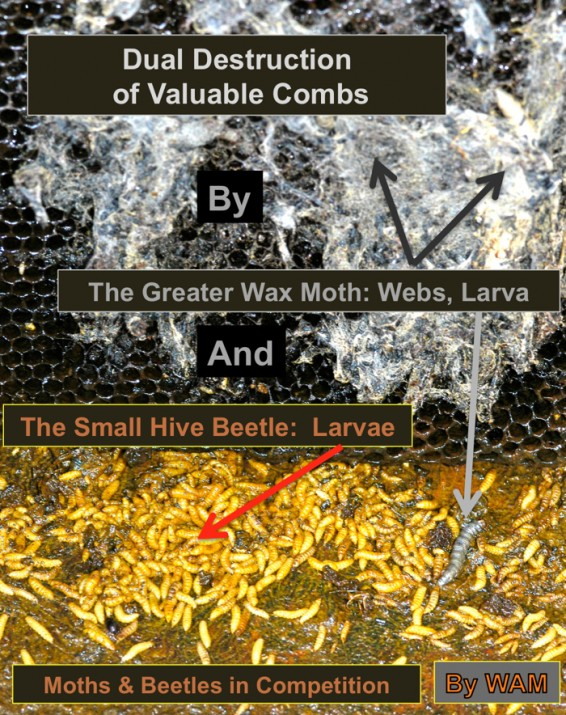 Dual Destruction
of Valuable Combs
By
The Greater Wax Moth: Webs, Larva
And
The Small Hive Beetle: Larvae
Moths & Beetles in Competition
By WAM